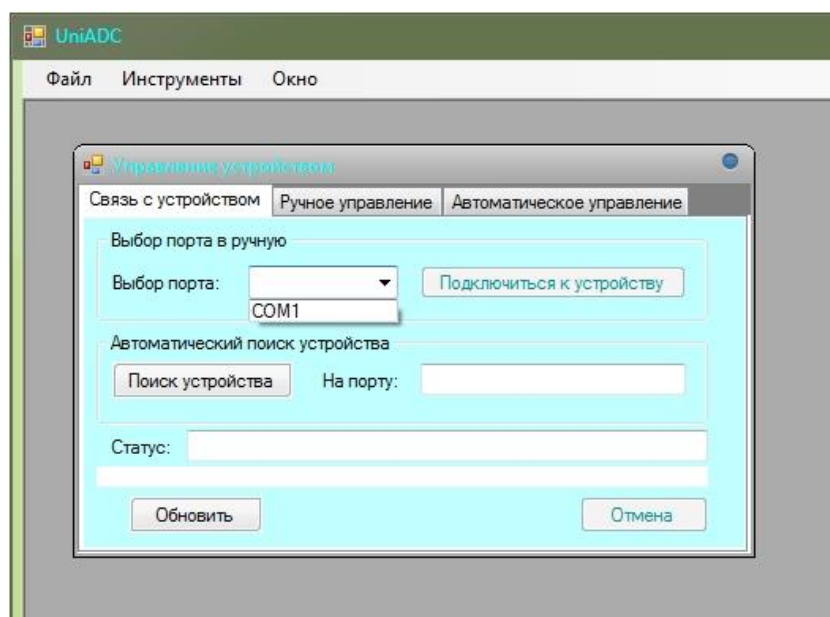 UniADC
Файл Инструменты Окно
Управление устройством
Связь с устройством Ручное управление Автоматическое управление
Выбор порта в ручную
Выбор порта: Подключиться к устройству
COM1
Автоматический поиск устройства
Поиск устройства На порту:
Статус:
Обновить Отмена